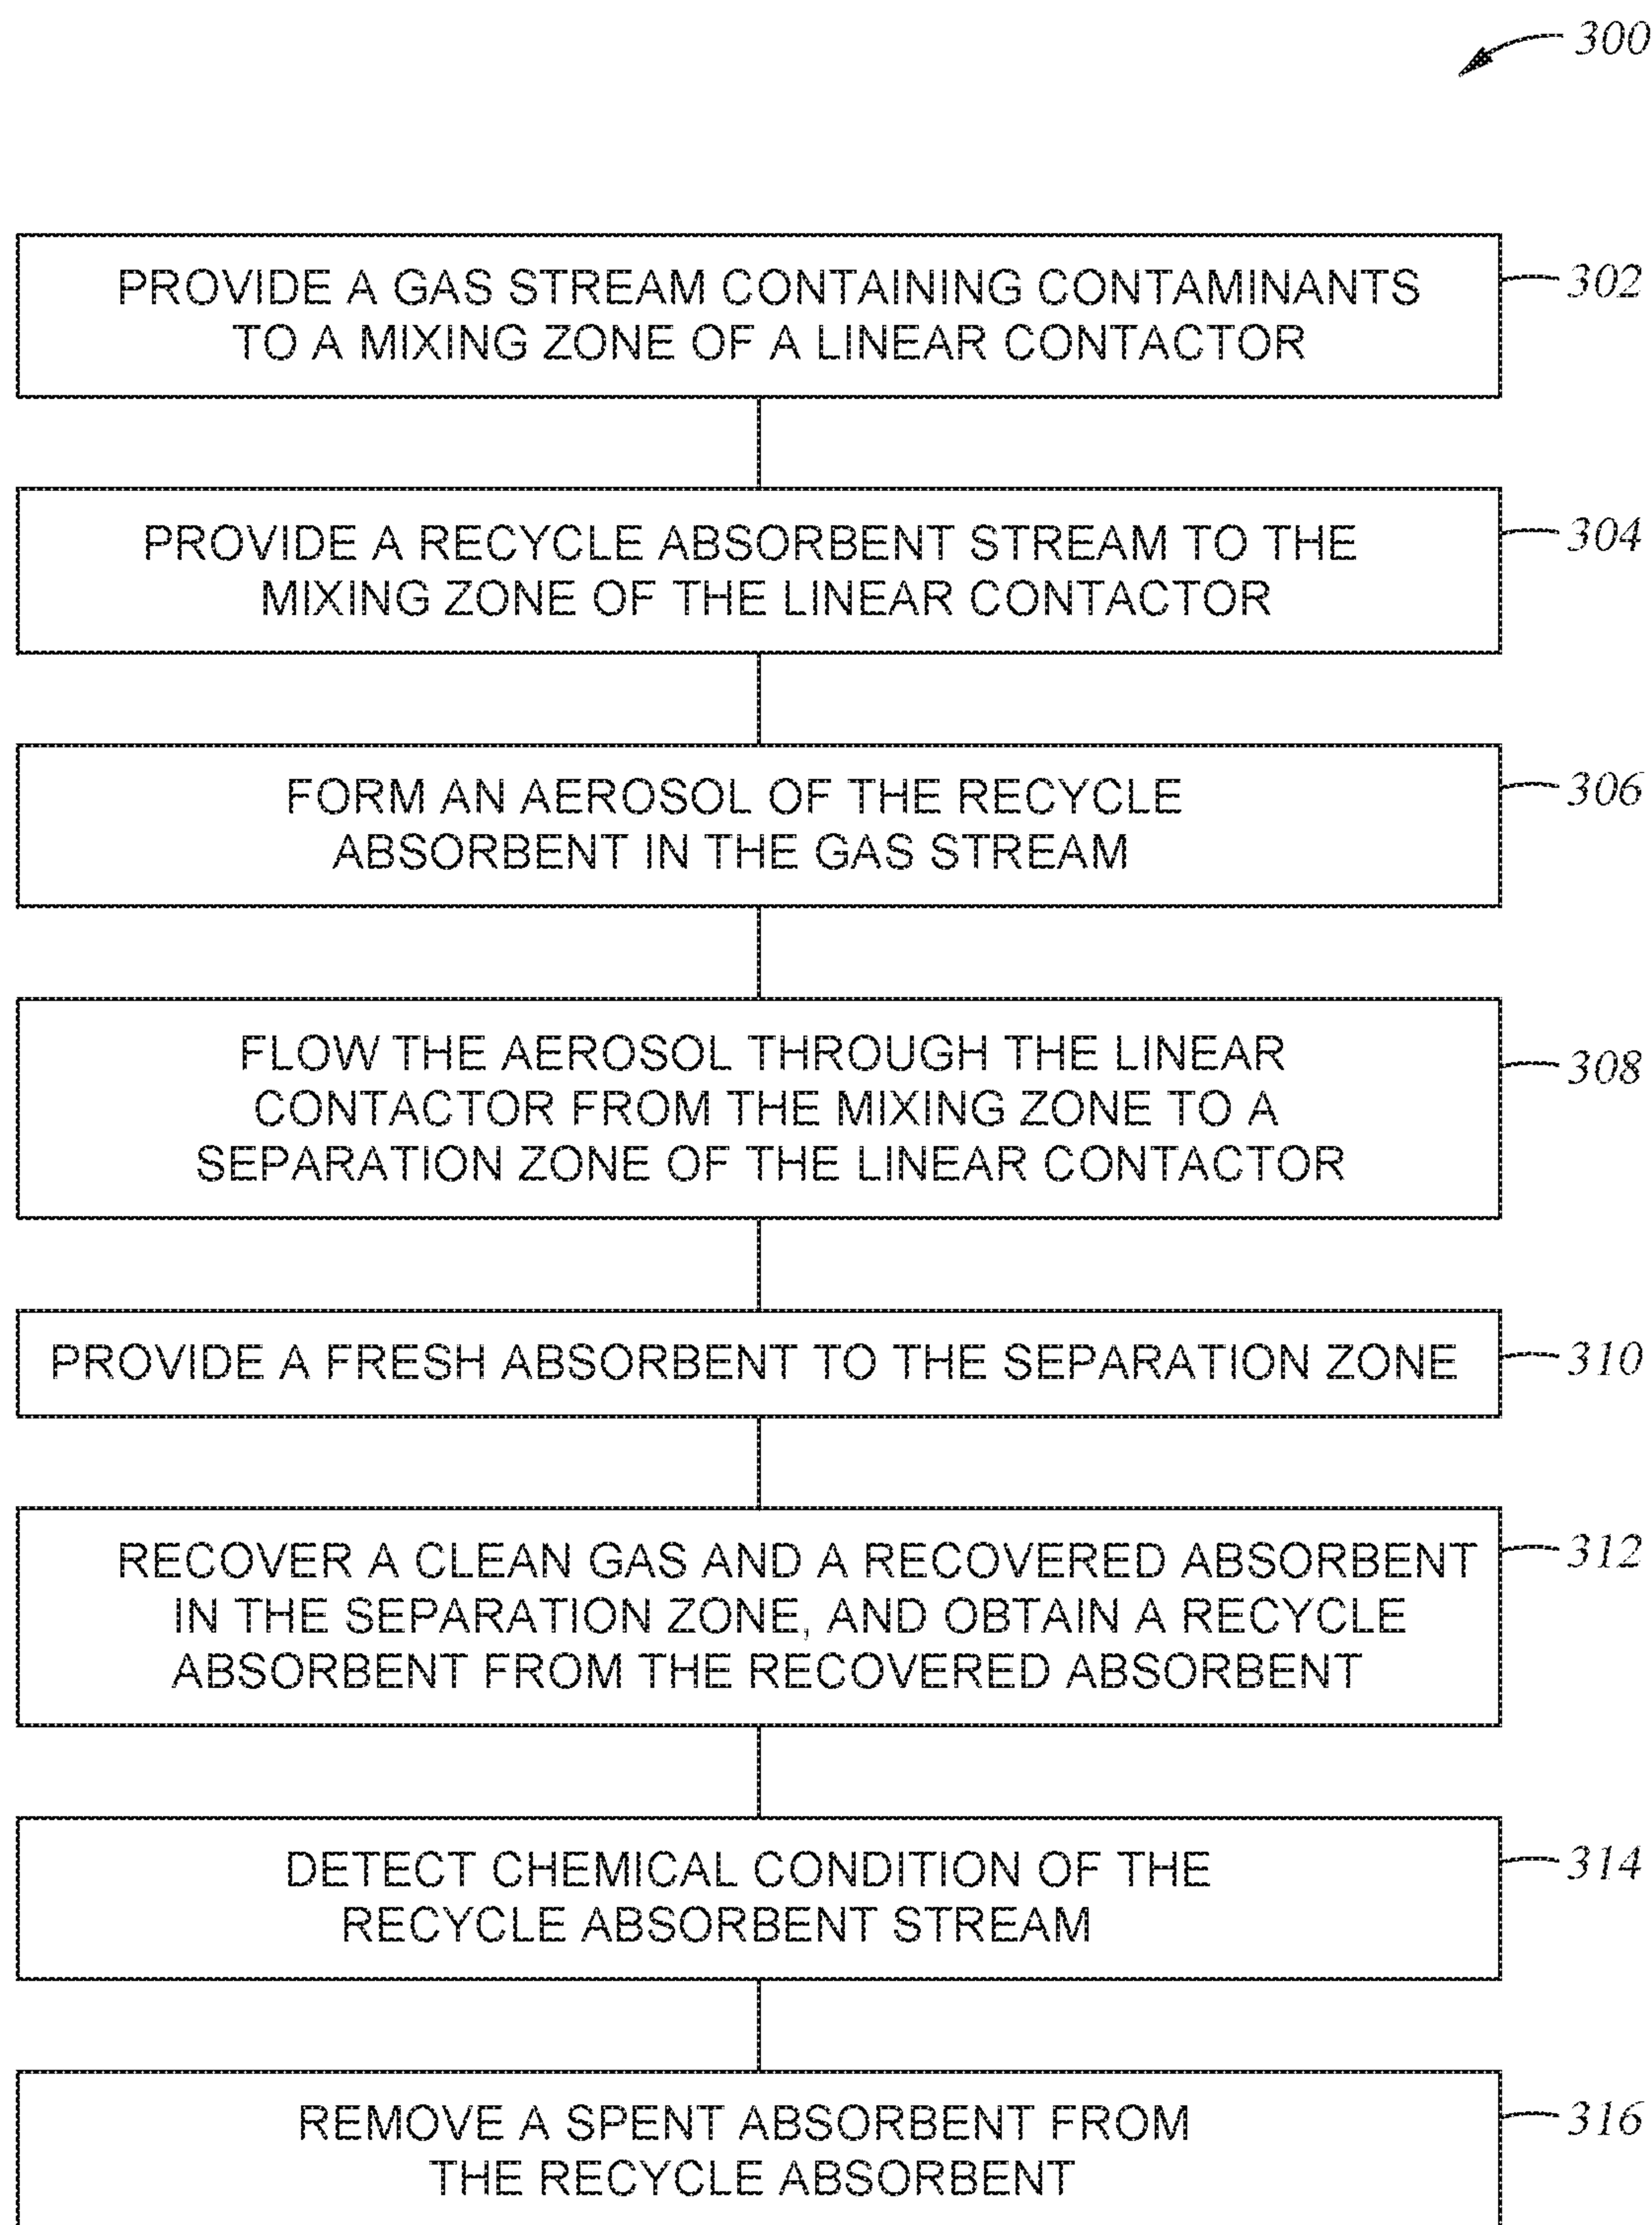 300
PROVIDE A GAS STREAM CONTAINING CONTAMINANTS
TO A MIXING ZONE OF A LINEAR CONTACTOR
302
PROVIDE A RECYCLE ABSORBENT STREAM TO THE
MIXING ZONE OF THE LINEAR CONTACTOR
304
FORM AN AEROSOL OF THE RECYCLE
ABSORBENT IN THE GAS STREAM
306
FLOW THE AEROSOL THROUGH THE LINEAR
CONTACTOR FROM THE MIXING ZONE TO A
SEPARATION ZONE OF THE LINEAR CONTACTOR
308
PROVIDE A FRESH ABSORBENT TO THE SEPARATION ZONE
310
RECOVER A CLEAN GAS AND A RECOVERED ABSORBENT
IN THE SEPARATION ZONE, AND OBTAIN A RECYCLE
ABSORBENT FROM THE RECOVERED ABSORBENT
312
DETECT CHEMICAL CONDITION OF THE
RECYCLE ABSORBENT STREAM
314
REMOVE A SPENT ABSORBENT FROM
THE RECYCLE ABSORBENT
316